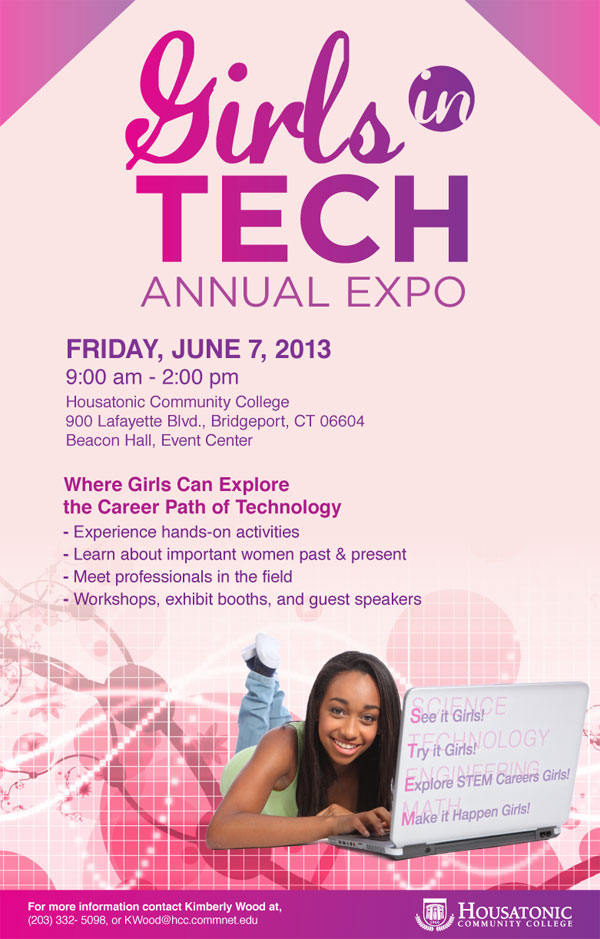 Girls in
TECH
ANNUAL EXPO
FRIDAY, JUNE 7, 2013
9:00 am - 2:00 pm
Housatonic Community College
900 Lafayette Blvd., Bridgeport, CT 06604
Beacon Hall, Event Center
Where Girls Can Explore
the Career Path of Technology
- Experience hands-on activities
- Learn about important women past & present
- Meet professionals in the field
- Workshops, exhibit booths, and guest speakers
SCIENCE
See it Girls!
TECHNOLOGY
Try it Girls!
ENGINEERING
Explore STEM Careers Girls!
MATH
Make it Happen Girls!
For more information contact Kimberly Wood at,
(203) 332- 5098, or KWood@hcc.commnet.edu
HOUSATONIC
COMMUNITY COLLEGE